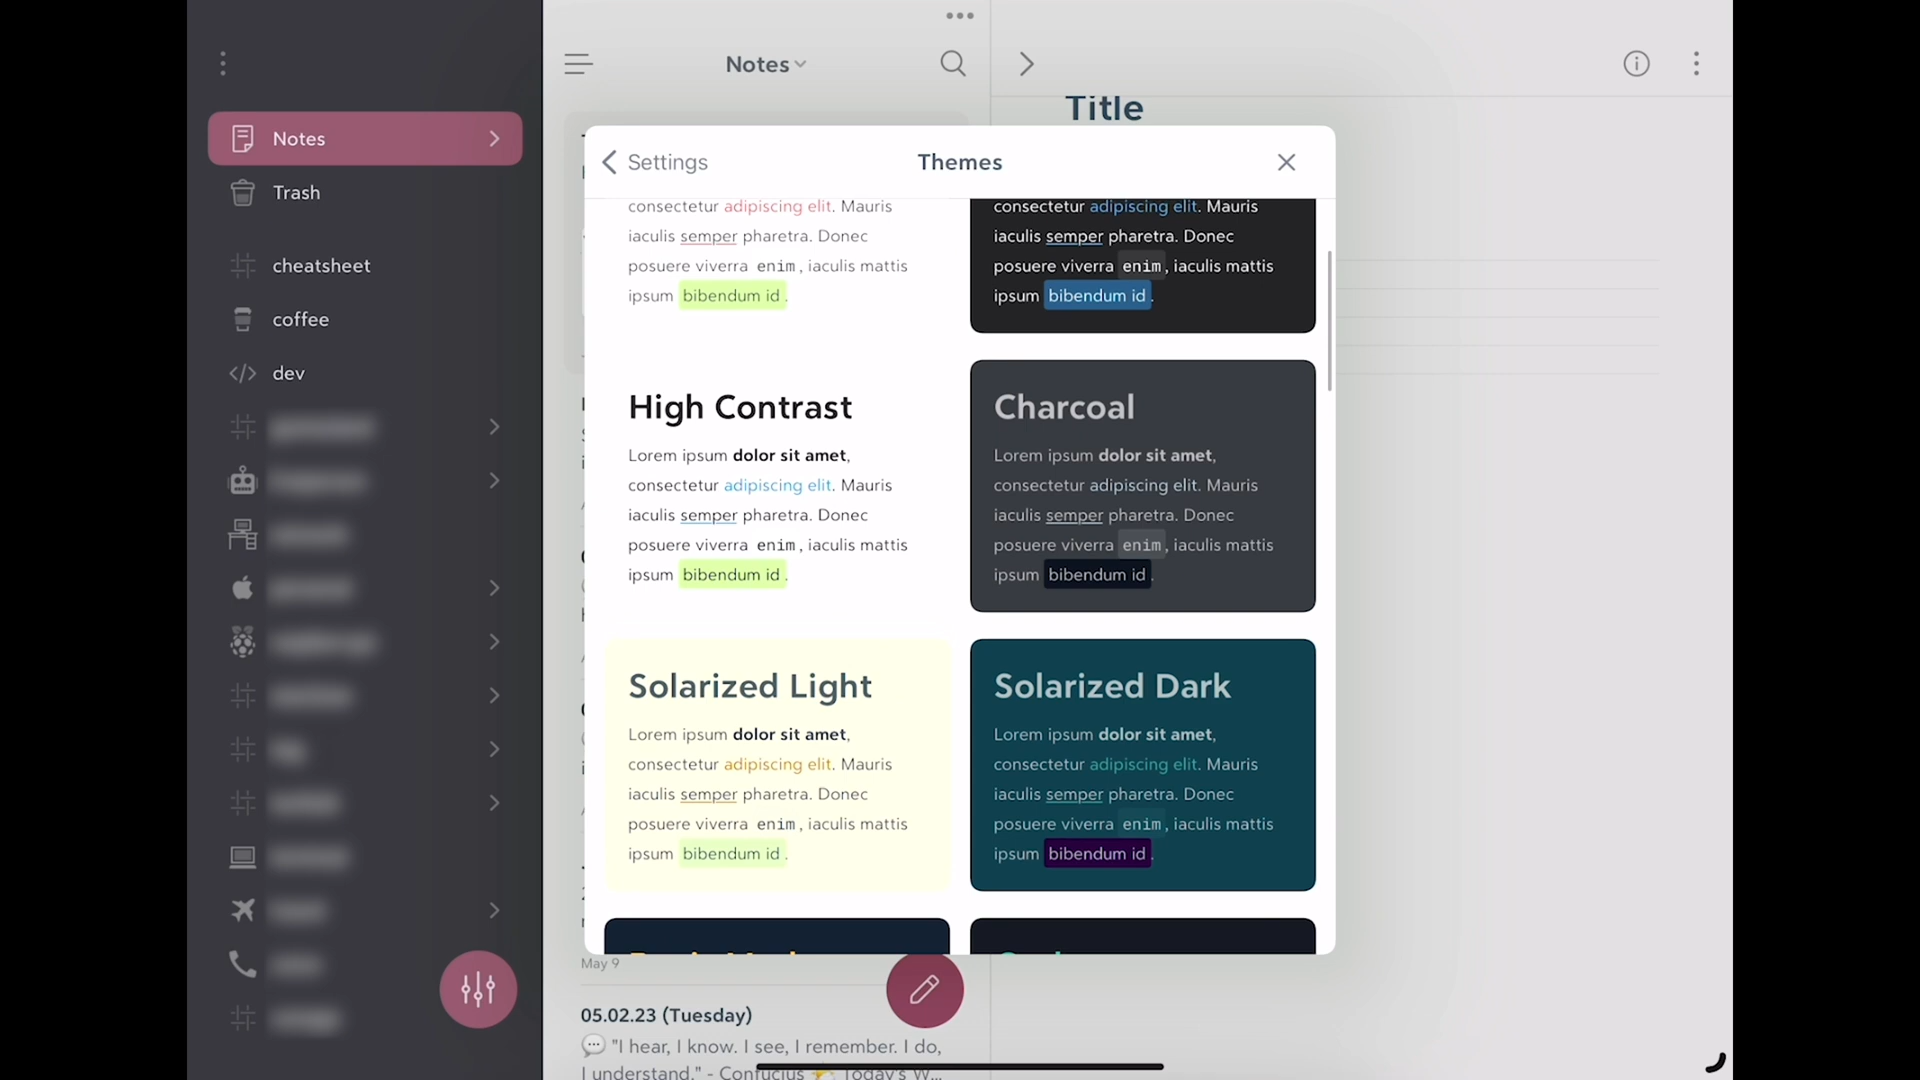 Notes
Trash
cheatsheet
coffee
dev
Notes
May 9
05.02.23 (Tuesday)
"I hear, I know. I see, I remember. I do,
I understand." - Confucius Today's W...
Title
Settings
Themes
consectetur adipiscing elit. Mauris
iaculis semper pharetra. Donec
posuere viverra enim, iaculis mattis
ipsum bibendum id.
consectetur adipiscing elit. Mauris
iaculis semper pharetra. Donec
posuere viverra enim, iaculis mattis
ipsum bibendum id.
High Contrast
Lorem ipsum dolor sit amet,
consectetur adipiscing elit. Mauris
iaculis semper pharetra. Donec
posuere viverra enim, iaculis mattis
ipsum bibendum id.
Charcoal
Lorem ipsum dolor sit amet,
consectetur adipiscing elit. Mauris
iaculis semper pharetra. Donec
posuere viverra enim, iaculis mattis
ipsum bibendum id.
Solarized Light
Lorem ipsum dolor sit amet,
consectetur adipiscing elit. Mauris
iaculis semper pharetra. Donec
posuere viverra enim, iaculis mattis
ipsum bibendum id.
Solarized Dark
Lorem ipsum dolor sit amet,
consectetur adipiscing elit. Mauris
iaculis semper pharetra. Donec
posuere viverra enim, iaculis mattis
ipsum bibendum id.